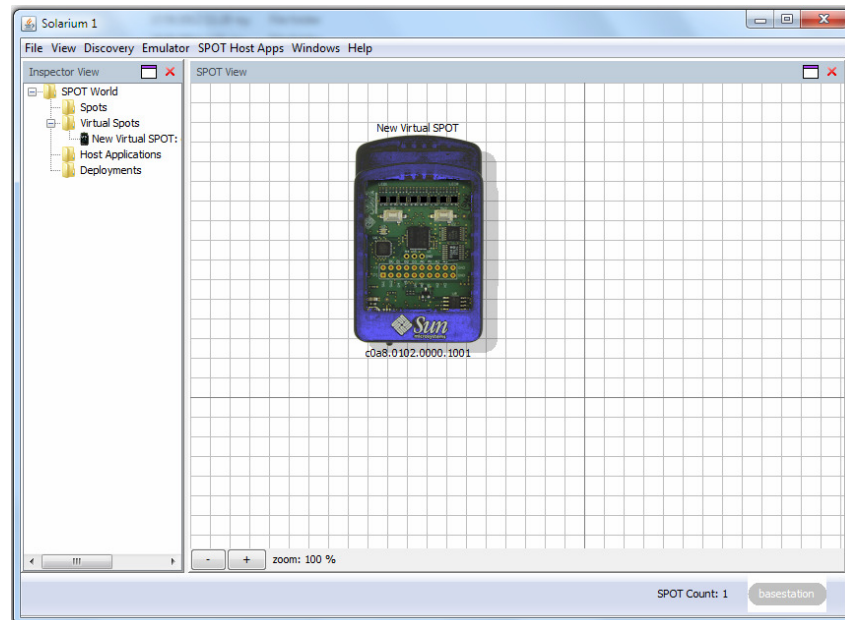 Solarium 1
File View Discovery Emulator SPOT Host Apps Windows Help
Inspector View
SPOT View
SPOT World
Spots
Virtual Spots
New Virtual SPOT:
Host Applications
Deployments
New Virtual SPOT
Sun
microsystems
c0a8.0102.0000.1001
- + zoom: 100 %
SPOT Count: 1
basestation